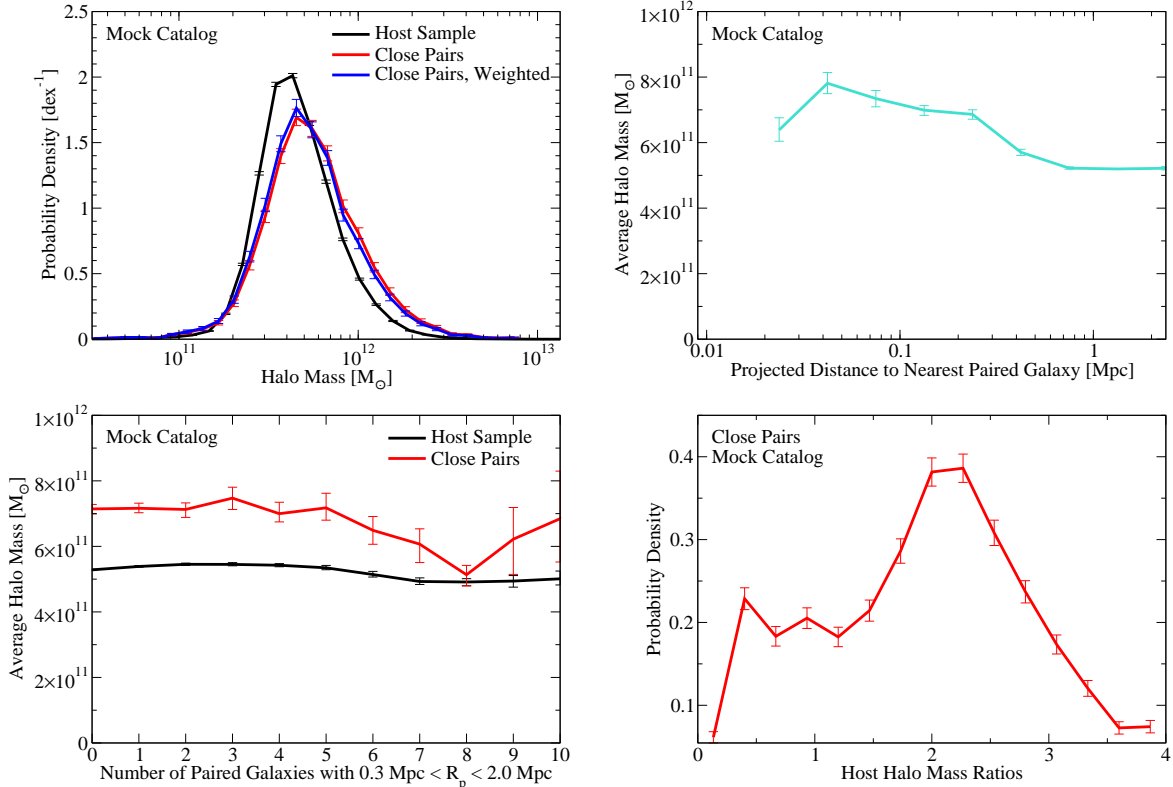 Mock Catalog
Host Sample
Close Pairs
Close Pairs, Weighted
Probability Density [dex⁻¹]
2.5
2
1.5
1
0.5
0
10¹¹
10¹²
10¹³
Halo Mass [M⊙]
Mock Catalog
Average Halo Mass [M⊙]
1×10¹²
8×10¹¹
6×10¹¹
4×10¹¹
2×10¹¹
0
0.01
0.1
1
Projected Distance to Nearest Paired Galaxy [Mpc]
Mock Catalog
Host Sample
Close Pairs
Average Halo Mass [M⊙]
1×10¹²
8×10¹¹
6×10¹¹
4×10¹¹
2×10¹¹
0
0 1 2 3 4 5 6 7 8 9 10
Number of Paired Galaxies with 0.3 Mpc < Rₚ < 2.0 Mpc
Close Pairs
Mock Catalog
Probability Density
0.4
0.3
0.2
0.1
0 1 2 3 4
Host Halo Mass Ratios